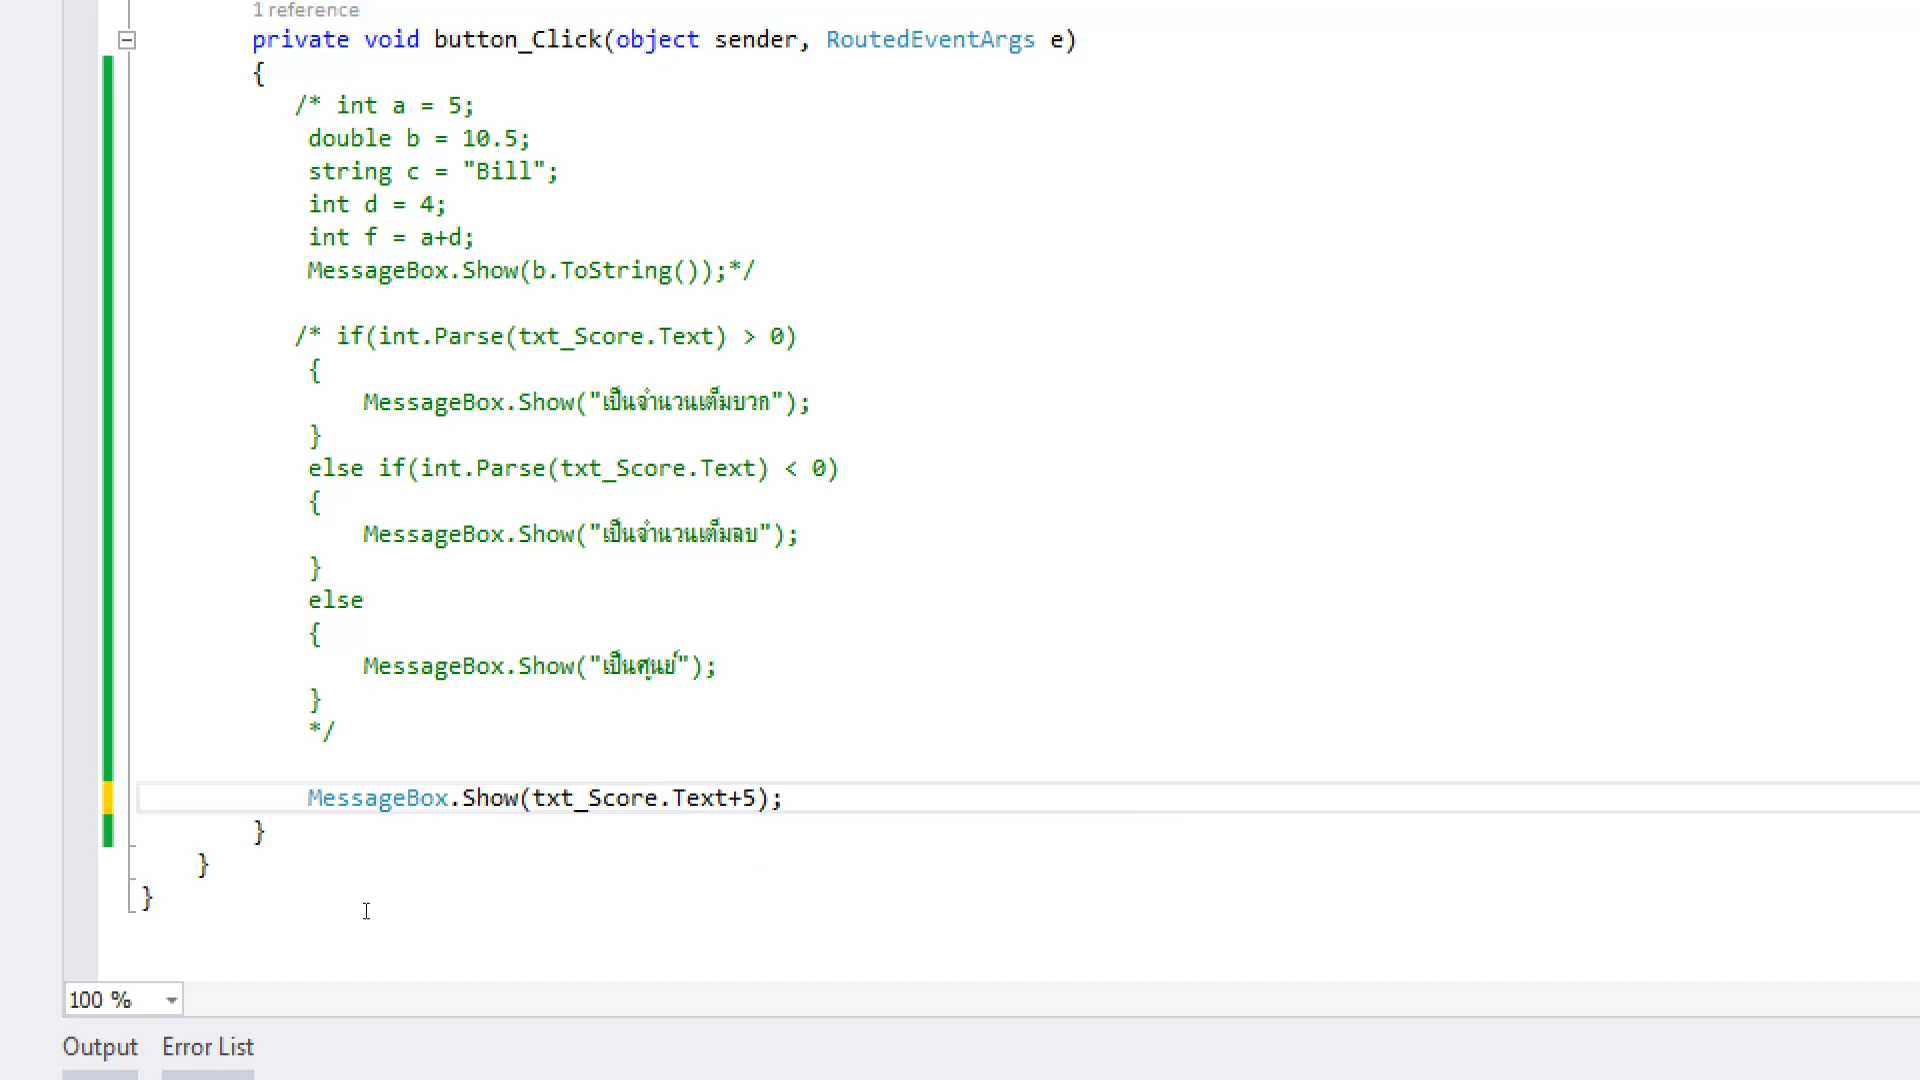 1 reference
private void button_Click(object sender, RoutedEventArgs e)
{
/* int a = 5;
double b = 10.5;
string c = "Bill";
int d = 4;
int f = a+d;
MessageBox.Show(b.ToString());*/
/* if(int.Parse(txt_Score.Text) > 0)
{
MessageBox.Show("เป็นจำนวนเต็มบวก");
}
else if(int.Parse(txt_Score.Text) < 0)
{
MessageBox.Show("เป็นจำนวนเต็มลบ");
}
else
{
MessageBox.Show("เป็นศูนย์");
}
*/
MessageBox.Show(txt_Score.Text+5);
}
}
}
100 %
Output Error List